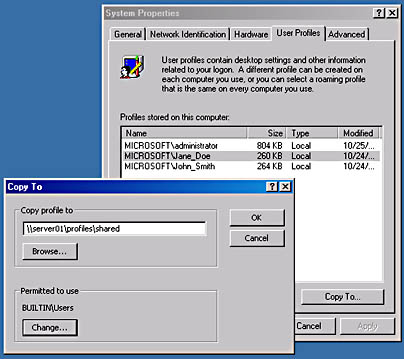 System Properties
General
Network Identification
Hardware
User Profiles
Advanced
User profiles contain desktop settings and other information
related to your logon. A different profile can be created on
each computer you use, or you can select a roaming profile
that is the same on every computer you use.
Profiles stored on this computer:
Name Size Type Modified
MICROSOFT\administrator 804 KB Local 10/25/...
MICROSOFT\Jane_Doe 260 KB Local 10/24/...
MICROSOFT\John_Smith 264 KB Local 10/24/...
Copy To...
Cancel
Apply
Copy To
Copy profile to
\\server01\profiles\shared
Browse...
OK
Cancel
Permitted to use
BUILTIN\Users
Change...